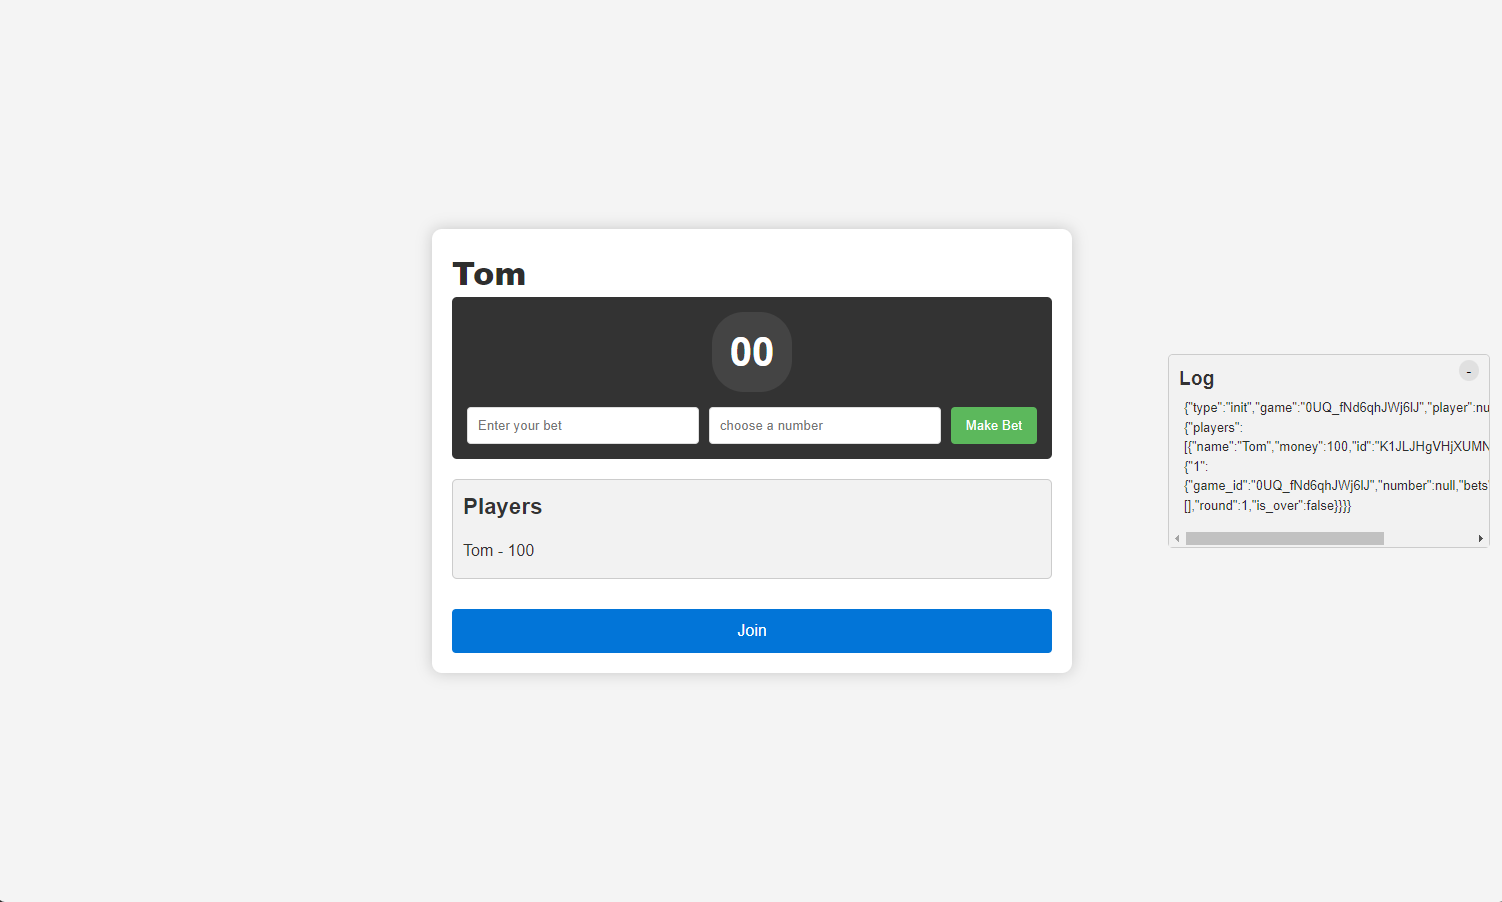 Tom
00
Enter your bet
choose a number
Make Bet
Players
Tom - 100
Join
Log
-
{"type":"init","game":"0UQ_fNd6qhJWj6lJ","player":nu
{"players":
[{"name":"Tom","money":100,"id":"K1JLJHgVHjXUMN
{"1":
{"game_id":"0UQ_fNd6qhJWj6lJ","number":null,"bets"
[],"round":1,"is_over":false}}}}